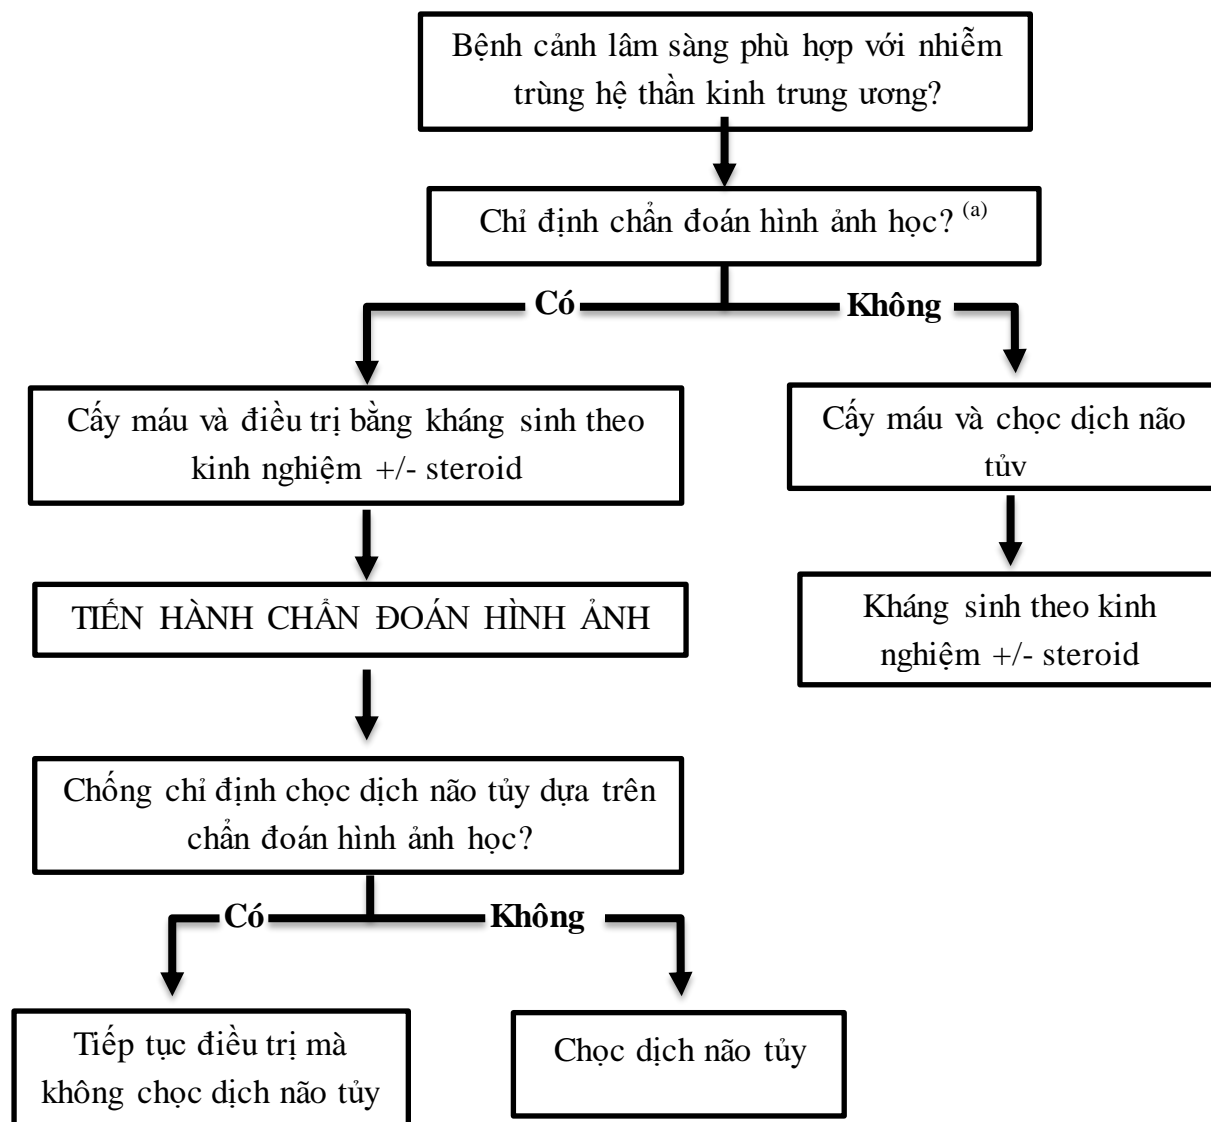 Bệnh cảnh lâm sàng phù hợp với nhiễm
trùng hệ thần kinh trung ương?
Chỉ định chẩn đoán hình ảnh học? (a)
Có
Không
Cấy máu và điều trị bằng kháng sinh theo
kinh nghiệm +/- steroid
Cấy máu và chọc dịch não
tủy
TIẾN HÀNH CHẨN ĐOÁN HÌNH ẢNH
Kháng sinh theo kinh
nghiệm +/- steroid
Chống chỉ định chọc dịch não tủy dựa trên
chẩn đoán hình ảnh học?
Có
Không
Tiếp tục điều trị mà
không chọc dịch não tủy
Chọc dịch não tủy